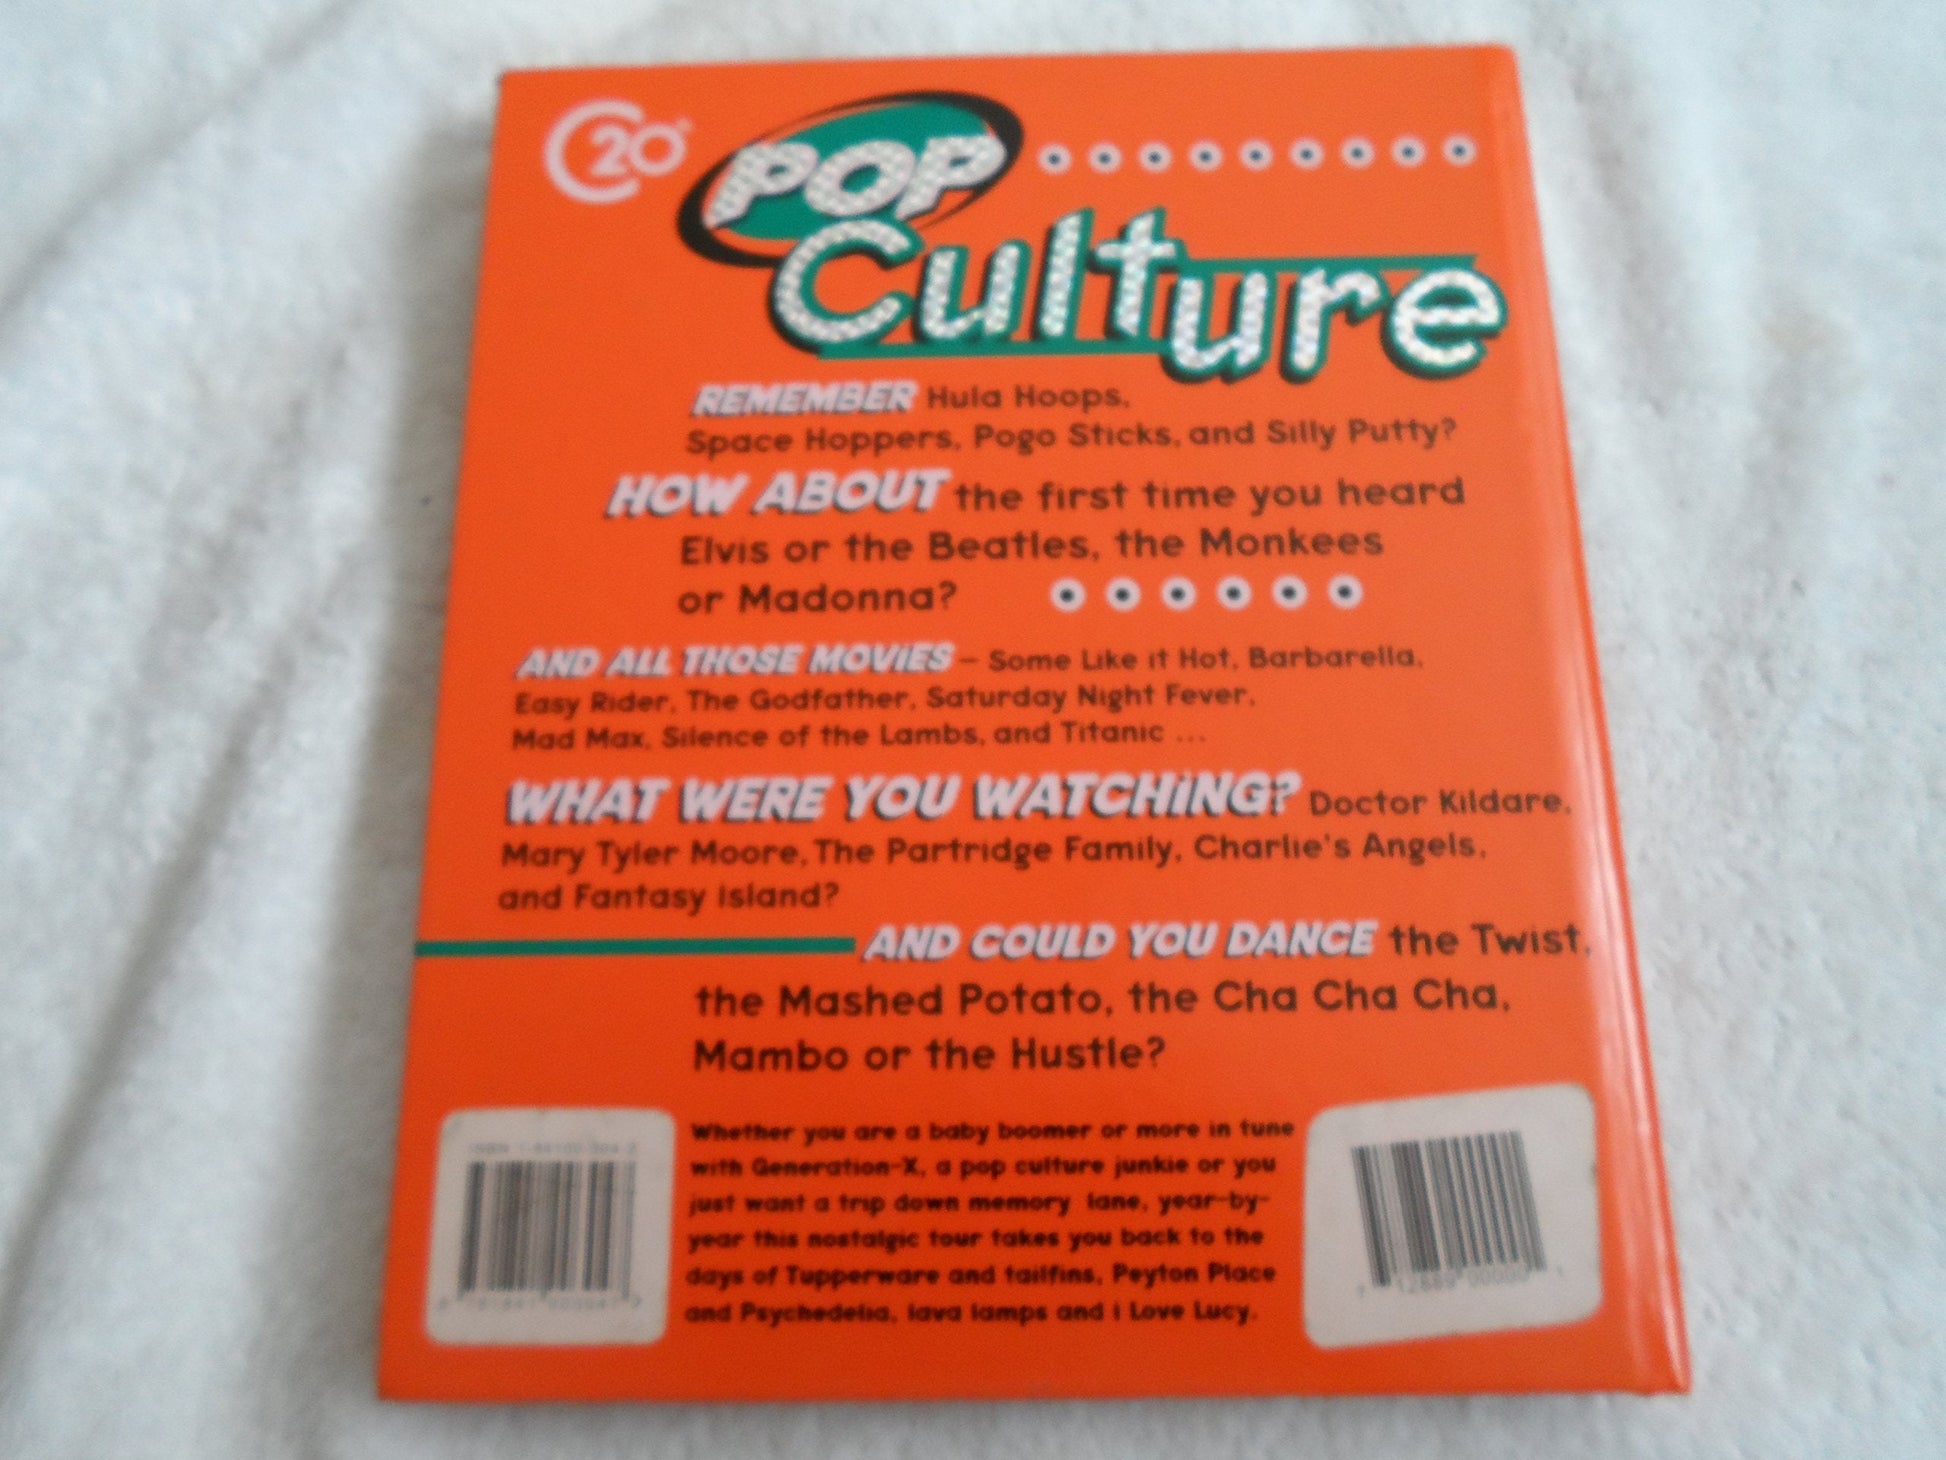 C20
POP
Culture
REMEMBER Hula Hoops,
Space Hoppers, Pogo Sticks, and Silly Putty?
HOW ABOUT the first time you heard
Elvis or the Beatles, the Monkees
or Madonna?
AND ALL THOSE MOVIES – Some Like it Hot, Barbarella,
Easy Rider, The Godfather, Saturday Night Fever,
Mad Max, Silence of the Lambs, and Titanic ...
WHAT WERE YOU WATCHING? Doctor Kildare,
Mary Tyler Moore, The Partridge Family, Charlie's Angels,
and Fantasy Island?
AND COULD YOU DANCE the Twist,
the Mashed Potato, the Cha Cha Cha,
Mambo or the Hustle?
Whether you are a baby boomer or more in tune
with Generation-X, a pop culture junkie or you
just want a trip down memory lane, year-by-
year this nostalgic tour takes you back to the
days of Tupperware and tailfins, Peyton Place
and Psychedelia, lava lamps and I Love Lucy.